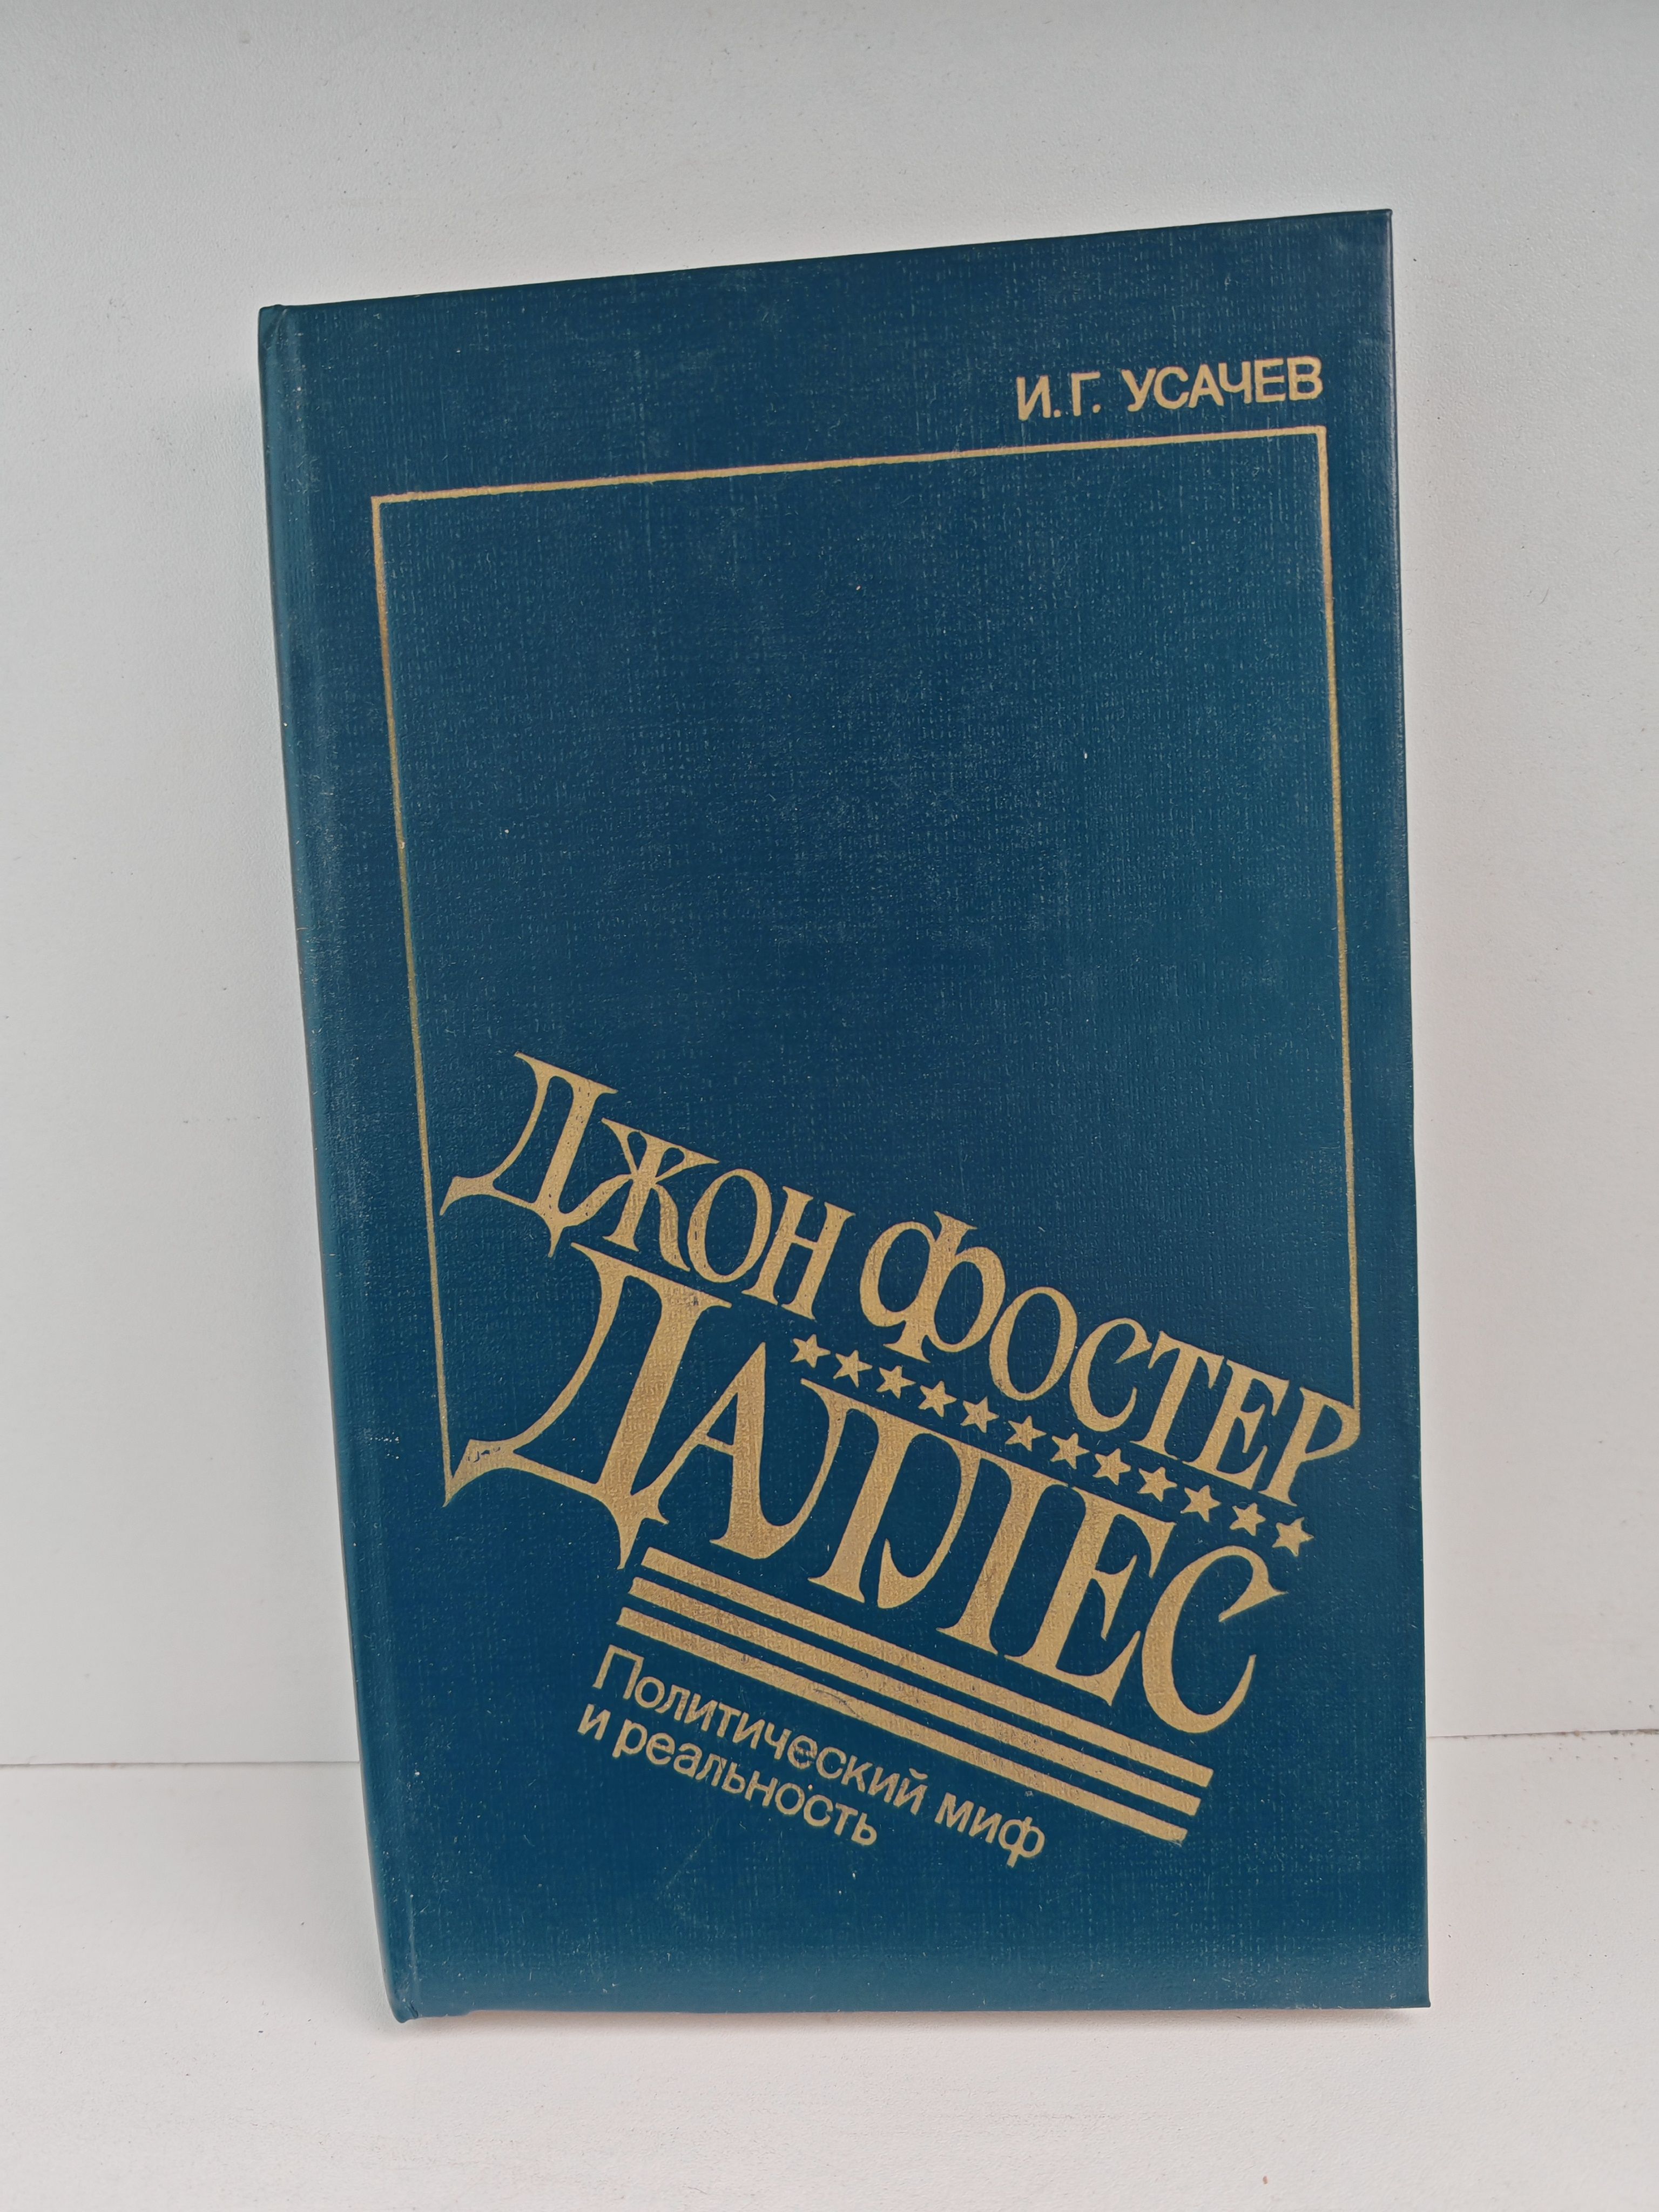 И. Г. УСАЧЕВ
ДЖОН ФОСТЕР
ДАЛЛЕС
Политический миф
и реальность